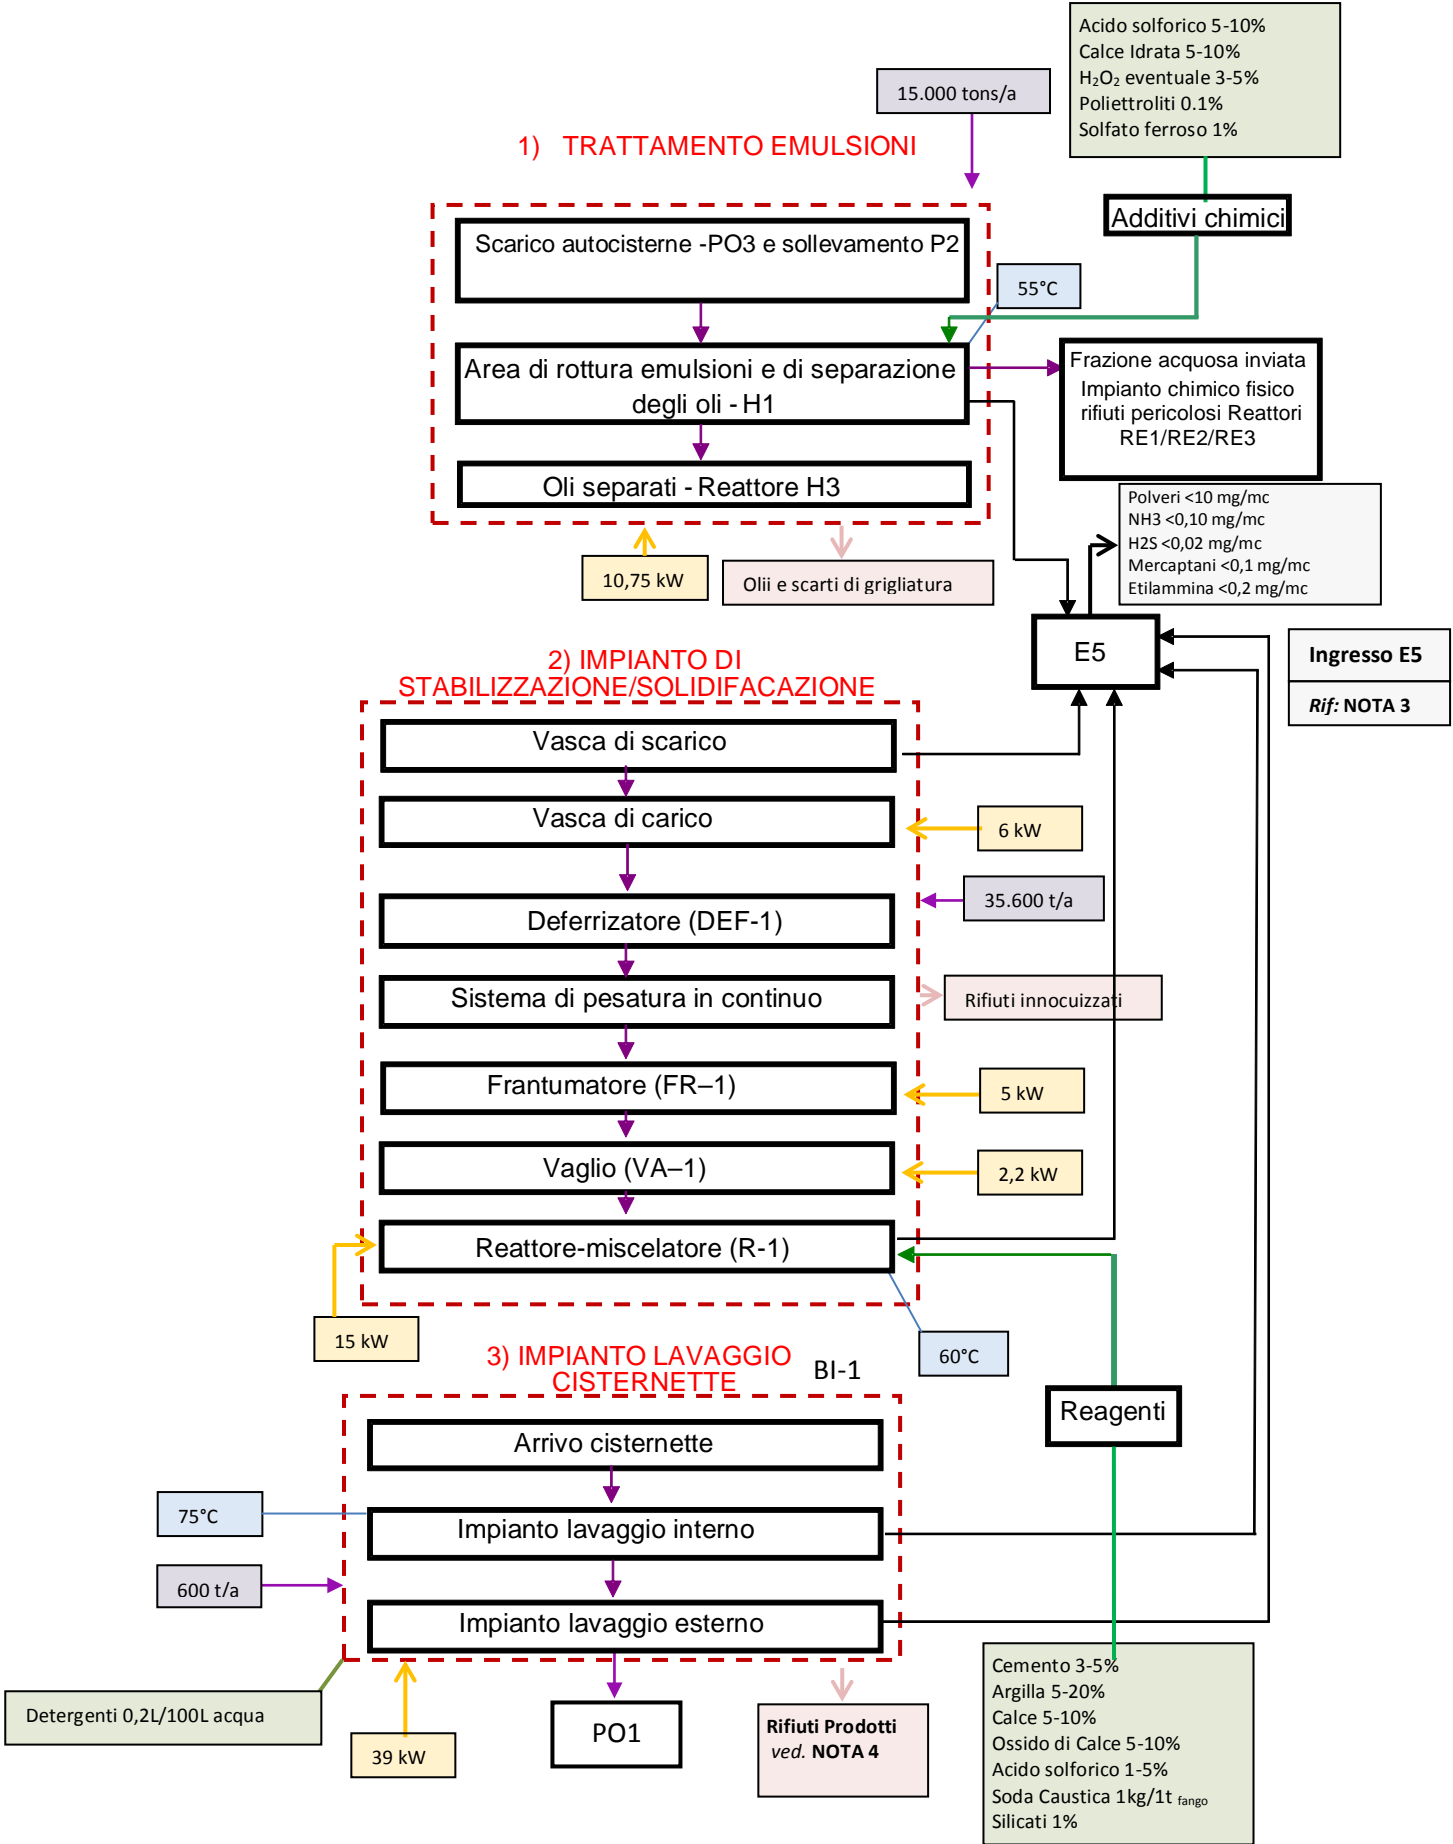 Acido solforico 5-10%
Calce Idrata 5-10%
H₂O₂ eventuale 3-5%
Poliettroliti 0.1%
Solfato ferroso 1%
15.000 tons/a
1) TRATTAMENTO EMULSIONI
Additivi chimici
Scarico autocisterne -PO3 e sollevamento P2
55°C
Area di rottura emulsioni e di separazione
degli oli - H1
Frazione acquosa inviata
Impianto chimico fisico
rifiuti pericolosi Reattori
RE1/RE2/RE3
Oli separati - Reattore H3
Polveri <10 mg/mc
NH3 <0,10 mg/mc
H2S <0,02 mg/mc
Mercaptani <0,1 mg/mc
Etilammina <0,2 mg/mc
10,75 kW
Olii e scarti di grigliatura
E5
Ingresso E5
Rif: NOTA 3
2) IMPIANTO DI
STABILIZZAZIONE/SOLIDIFACAZIONE
Vasca di scarico
Vasca di carico
6 kW
35.600 t/a
Deferrizatore (DEF-1)
Sistema di pesatura in continuo
Rifiuti innocuizzati
Frantumatore (FR–1)
5 kW
Vaglio (VA–1)
2,2 kW
Reattore-miscelatore (R-1)
15 kW
60°C
3) IMPIANTO LAVAGGIO
CISTERNETTE
BI-1
Reagenti
Arrivo cisternette
75°C
Impianto lavaggio interno
600 t/a
Impianto lavaggio esterno
Detergenti 0,2L/100L acqua
39 kW
PO1
Rifiuti Prodotti
ved. NOTA 4
Cemento 3-5%
Argilla 5-20%
Calce 5-10%
Ossido di Calce 5-10%
Acido solforico 1-5%
Soda Caustica 1kg/1t fango
Silicati 1%